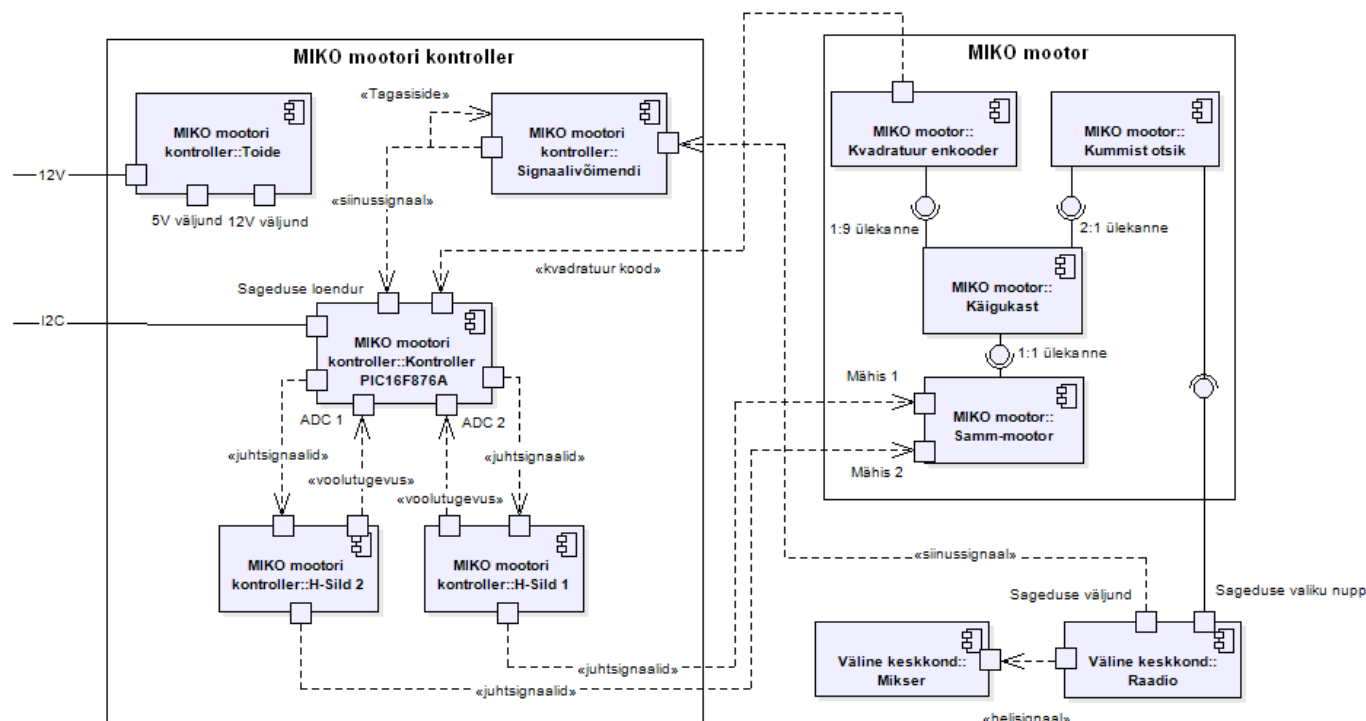 MIKO mootori kontroller
MIKO mootor
«Tagasiside»
MIKO mootori
kontroller::Toide
MIKO mootori
kontroller::
Signaalivõimendi
MIKO mootor::
Kvadratuur enkooder
MIKO mootor::
Kummist otsik
12V
5V väljund
12V väljund
«siinussignaal»
1:9 ülekanne
2:1 ülekanne
«kvadratuur kood»
Sageduse loendur
MIKO mootor::
Käigukast
I2C
MIKO mootori
kontroller::Kontroller
PIC16F876A
1:1 ülekanne
Mähis 1
ADC 1
ADC 2
MIKO mootor::
Samm-mootor
«juhtsignaalid»
«juhtsignaalid»
«voolutugevus»
«voolutugevus»
Mähis 2
MIKO mootori
kontroller::H-Sild 2
MIKO mootori
kontroller::H-Sild 1
«siinussignaal»
Sageduse väljund
Sageduse valiku nupp
«juhtsignaalid»
«juhtsignaalid»
Väline keskkond::
Mikser
Väline keskkond::
Raadio
«helisignaal»